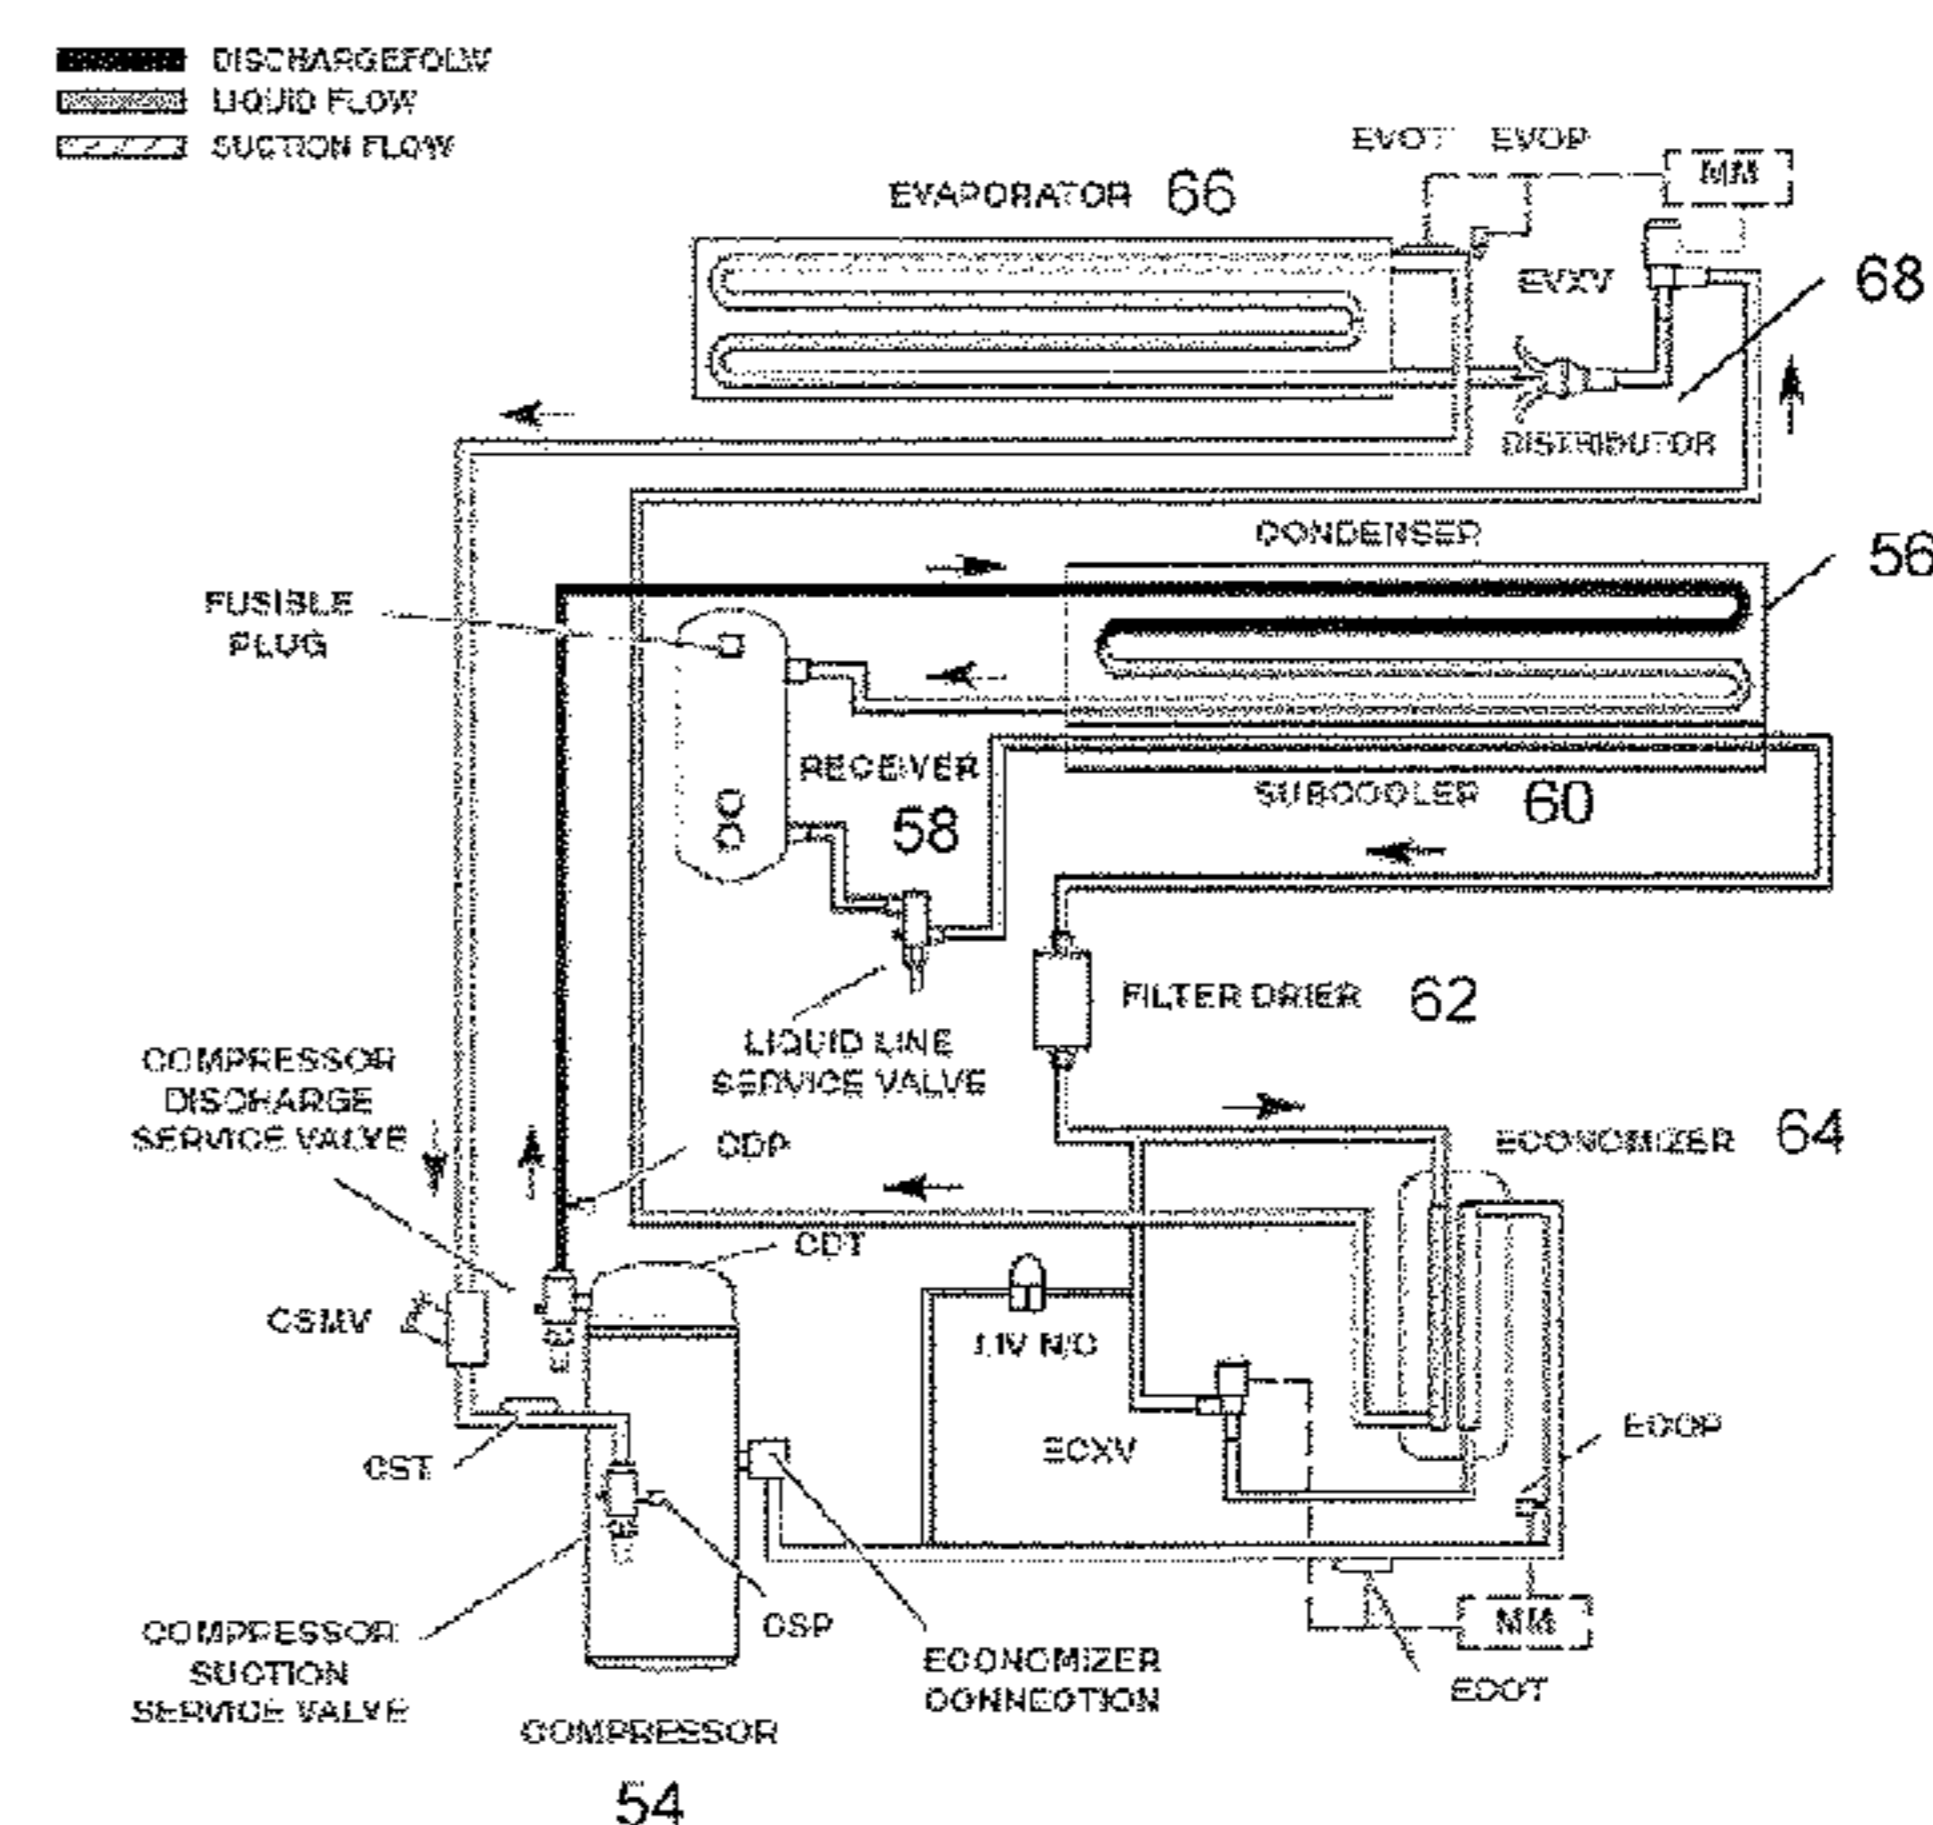 DISCHARGEFOLW
LIQUID FLOW
SUCTION FLOW
EVOT EVOP
MM
EVAPORATOR 66
EVXV
68
DISTRIBUTOR
CONDENSER
56
FUSIBLE
PLUG
RECEIVER
58
SUBCOOLER 60
FILTER DRIER 62
LIQUID LINE
SERVICE VALVE
COMPRESSOR
DISCHARGE
SERVICE VALVE
CDP
ECONOMIZER 64
CDT
CSMV
LIV N/C
ECXV
ECOP
CST
CSP
COMPRESSOR
SUCTION
SERVICE VALVE
ECONOMIZER
CONNECTION
MM
ECOT
COMPRESSOR
54